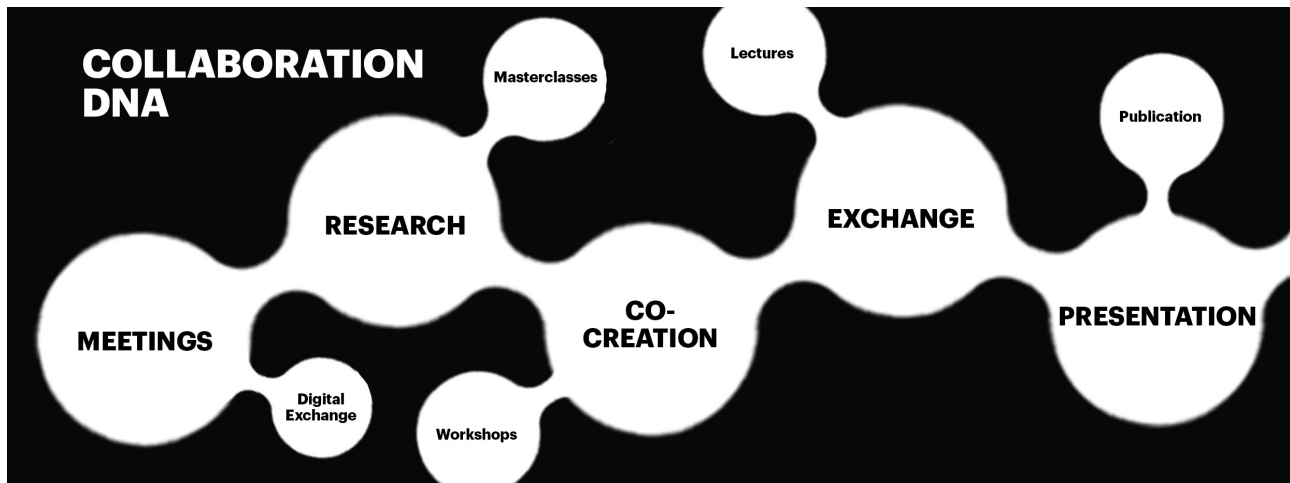 COLLABORATION
DNA
Masterclasses
Lectures
Publication
RESEARCH
EXCHANGE
MEETINGS
CO-
CREATION
PRESENTATION
Digital
Exchange
Workshops